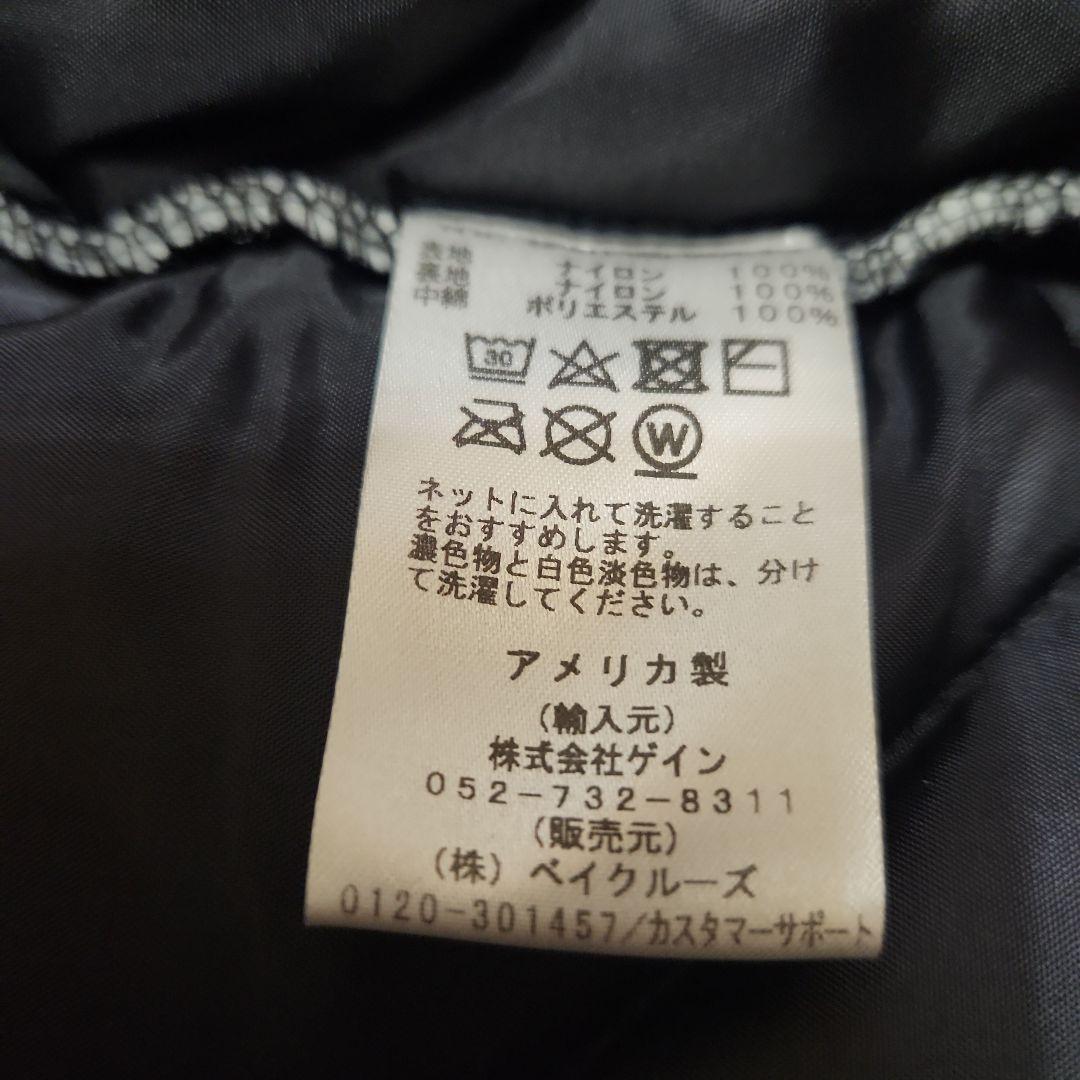 表地 ナイロン 100%
裏地 ナイロン 100%
中綿 ポリエステル 100%
30
W
ネットに入れて洗濯すること
をおすすめします。
濃色物と白色淡色物は、分け
て洗濯してください。
アメリカ製
(輸入元)
株式会社ゲイン
052-732-8311
(販売元)
(株) ベイクルーズ
0120-301457/カスタマーサポート